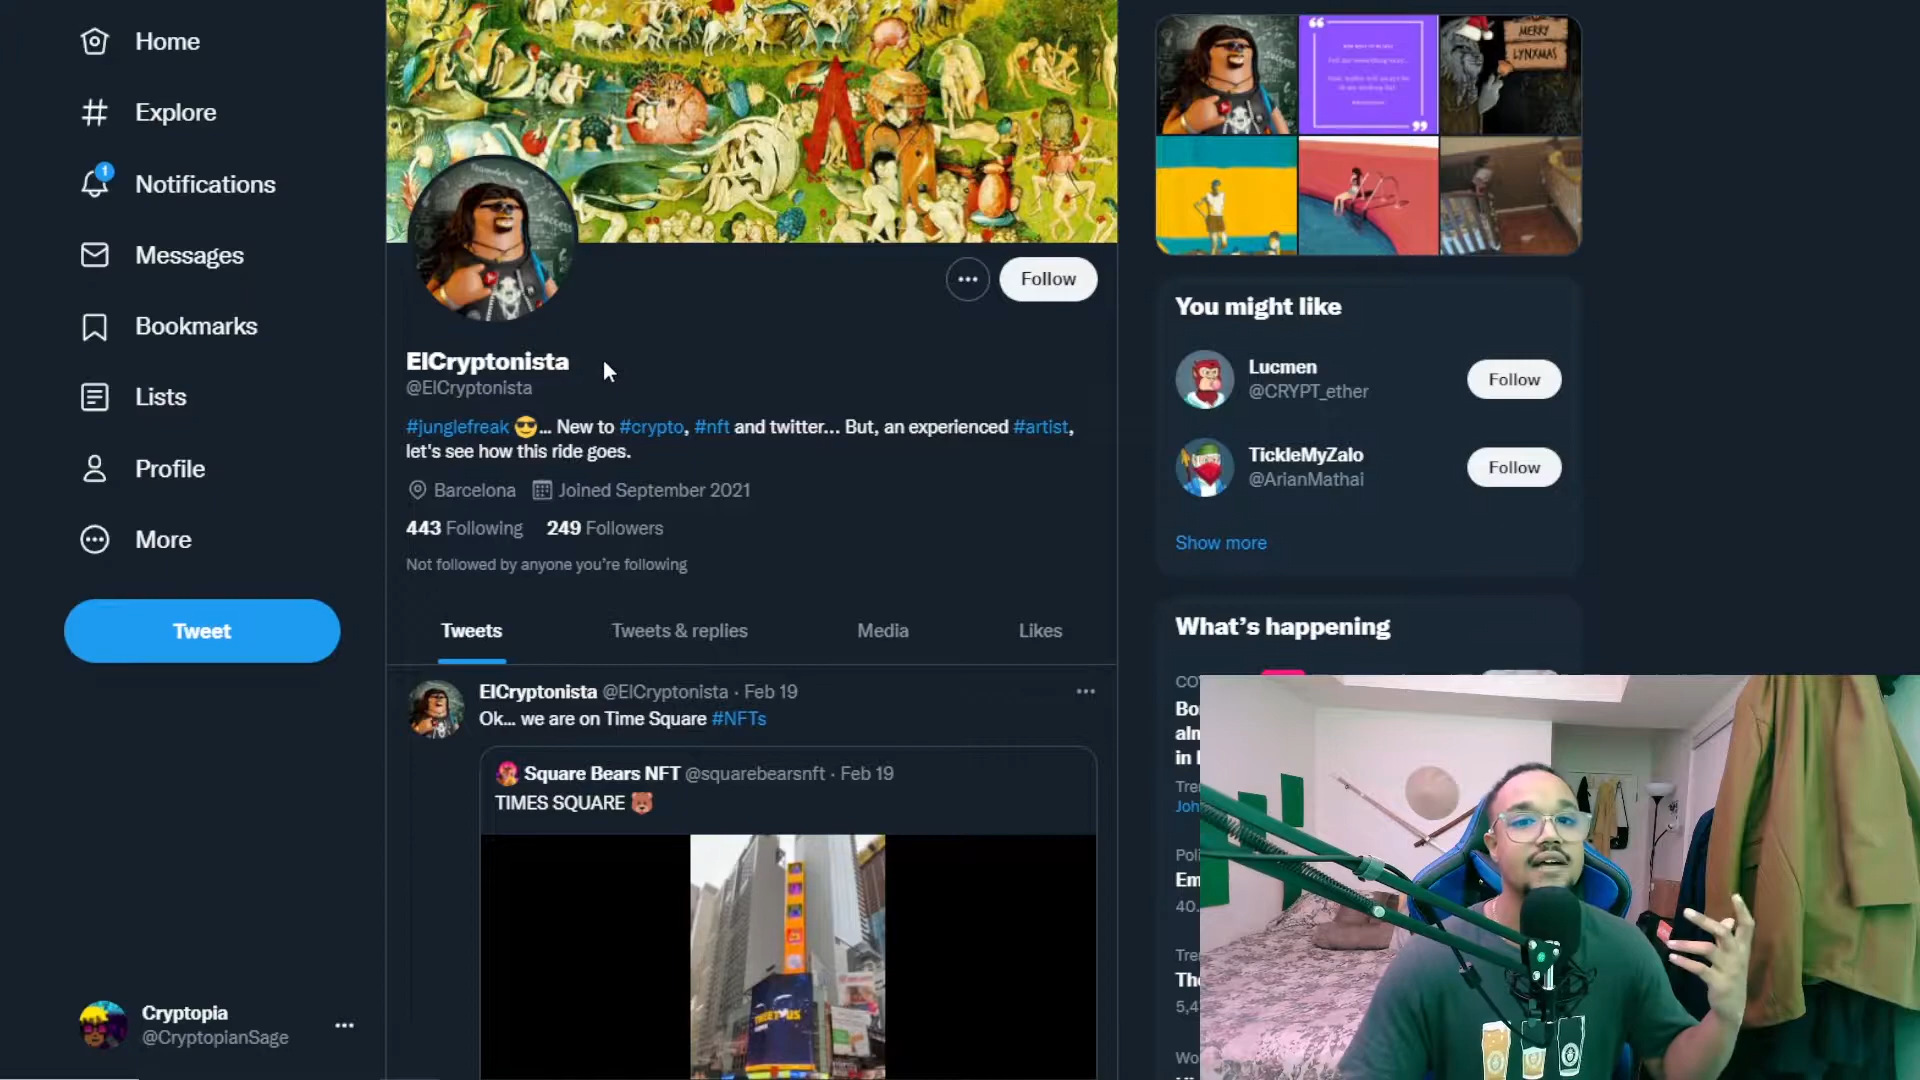 Home
Explore
1
Notifications
Messages
Bookmarks
Lists
Profile
More
Tweet
Cryptopia
@CryptopianSage
Follow
ElCryptonista
@ElCryptonista
#junglefreak 😎... New to #crypto, #nft and twitter... But, an experienced #artist,
let's see how this ride goes.
Barcelona Joined September 2021
443 Following 249 Followers
Not followed by anyone you're following
Tweets Tweets & replies Media Likes
ElCryptonista @ElCryptonista · Feb 19
Ok... we are on Time Square #NFTs
Square Bears NFT @squarebearsnft · Feb 19
TIMES SQUARE 🐻
MERRY
LYNXMAS
You might like
Lucmen
@CRYPT_ether
Follow
TickleMyZalo
@ArianMathai
Follow
Show more
What's happening